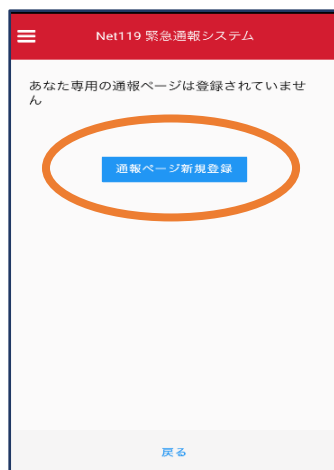 Net119 緊急通報システム
あなた専用の通報ページは登録されていませ
ん
通報ページ新規登録
戻る